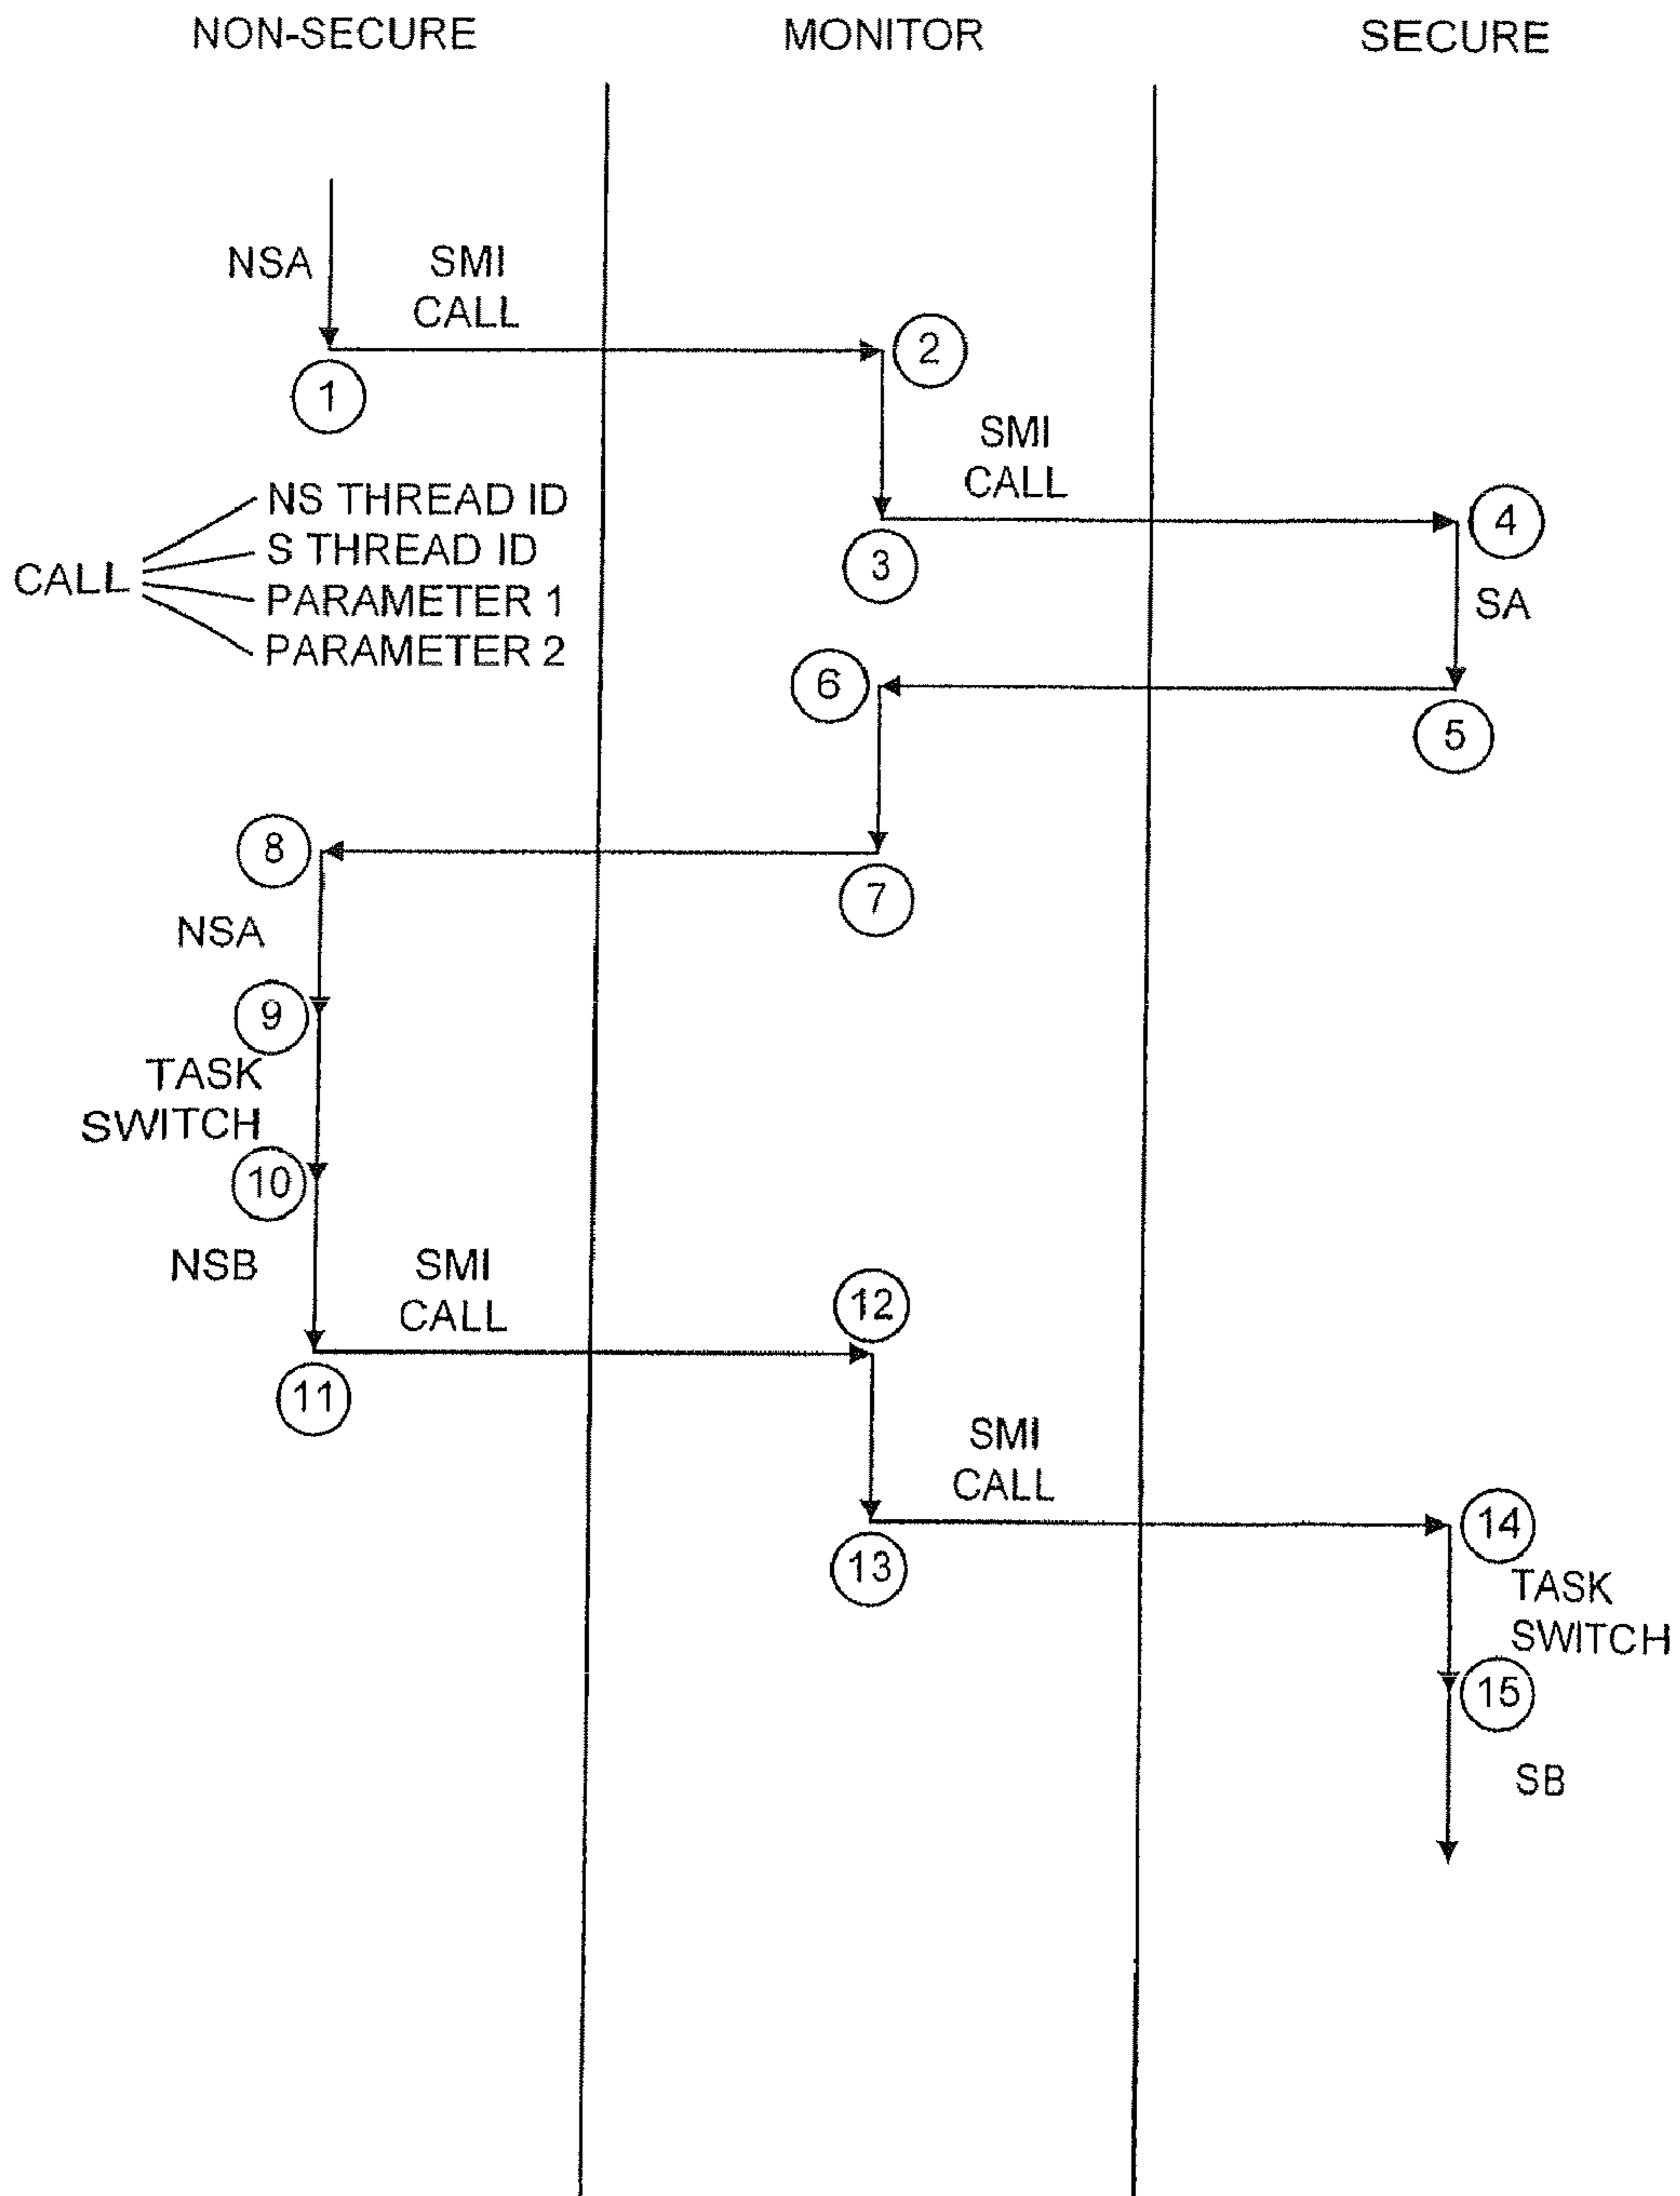 NON-SECURE
MONITOR
SECURE
NSA
SMI
CALL
2
1
SMI
CALL
NS THREAD ID
S THREAD ID
CALL
PARAMETER 1
PARAMETER 2
4
3
SA
6
5
8
7
NSA
9
TASK
SWITCH
10
NSB
SMI
CALL
12
11
SMI
CALL
14
13
TASK
SWITCH
15
SB